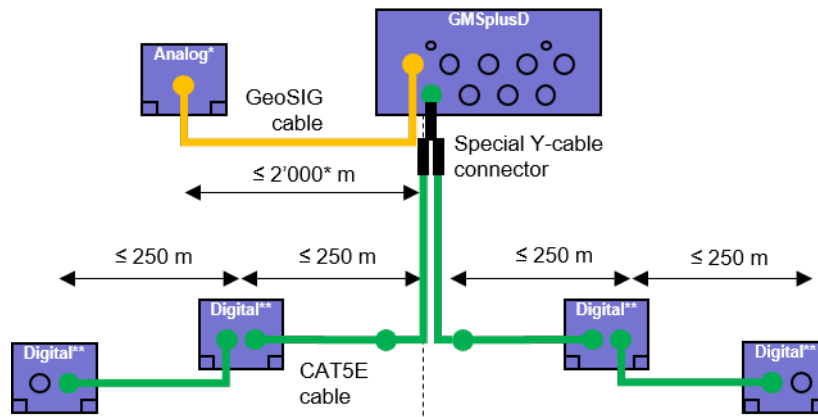 GMSplusD
Analog*
GeoSIG
cable
Special Y-cable
connector
≤ 2’000* m
≤ 250 m
≤ 250 m
≤ 250 m
≤ 250 m
Digital**
Digital**
Digital**
Digital**
CAT5E
cable